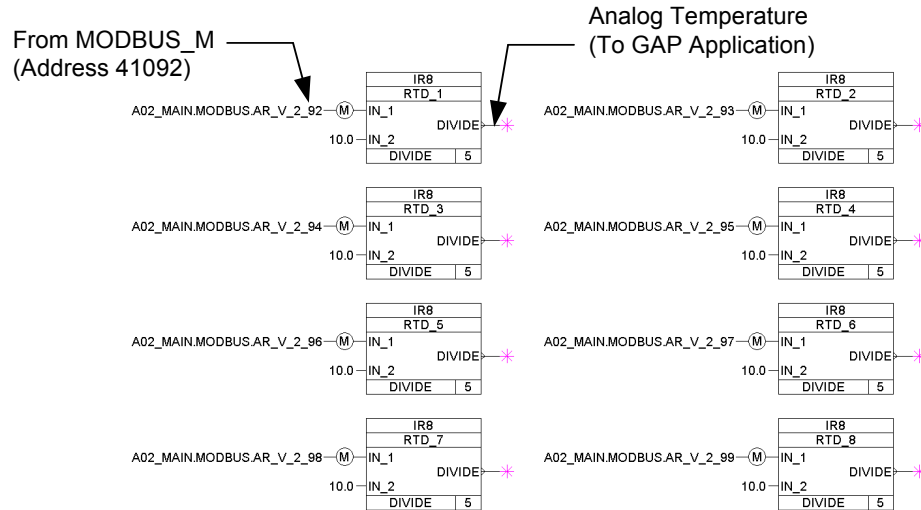 From MODBUS_M
(Address 41092)
Analog Temperature
(To GAP Application)
IR8
RTD_1
A02_MAIN.MODBUS.AR_V_2_92 M IN_1
DIVIDE
10.0 IN_2
DIVIDE 5
IR8
RTD_2
A02_MAIN.MODBUS.AR_V_2_93 M IN_1
DIVIDE
10.0 IN_2
DIVIDE 5
IR8
RTD_3
A02_MAIN.MODBUS.AR_V_2_94 M IN_1
DIVIDE
10.0 IN_2
DIVIDE 5
IR8
RTD_4
A02_MAIN.MODBUS.AR_V_2_95 M IN_1
DIVIDE
10.0 IN_2
DIVIDE 5
IR8
RTD_5
A02_MAIN.MODBUS.AR_V_2_96 M IN_1
DIVIDE
10.0 IN_2
DIVIDE 5
IR8
RTD_6
A02_MAIN.MODBUS.AR_V_2_97 M IN_1
DIVIDE
10.0 IN_2
DIVIDE 5
IR8
RTD_7
A02_MAIN.MODBUS.AR_V_2_98 M IN_1
DIVIDE
10.0 IN_2
DIVIDE 5
IR8
RTD_8
A02_MAIN.MODBUS.AR_V_2_99 M IN_1
DIVIDE
10.0 IN_2
DIVIDE 5